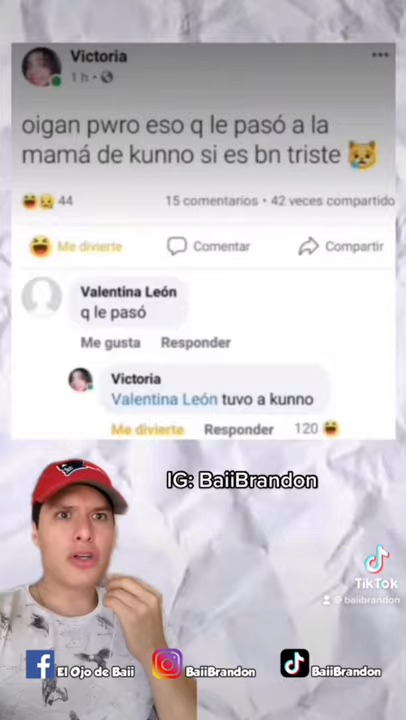 Victoria
1 h •
oigan pwro eso q le pasó a la
mamá de kunno si es bn triste 😿
44 15 comentarios • 42 veces compartido
Me divierte Comentar Compartir
Valentina León
q le pasó
Me gusta Responder
Victoria
Valentina León tuvo a kunno
Me divierte Responder 120
IG: BaiiBrandon
TikTok
@baiibrandon
El Ojo de Baii BaiiBrandon BaiiBrandon